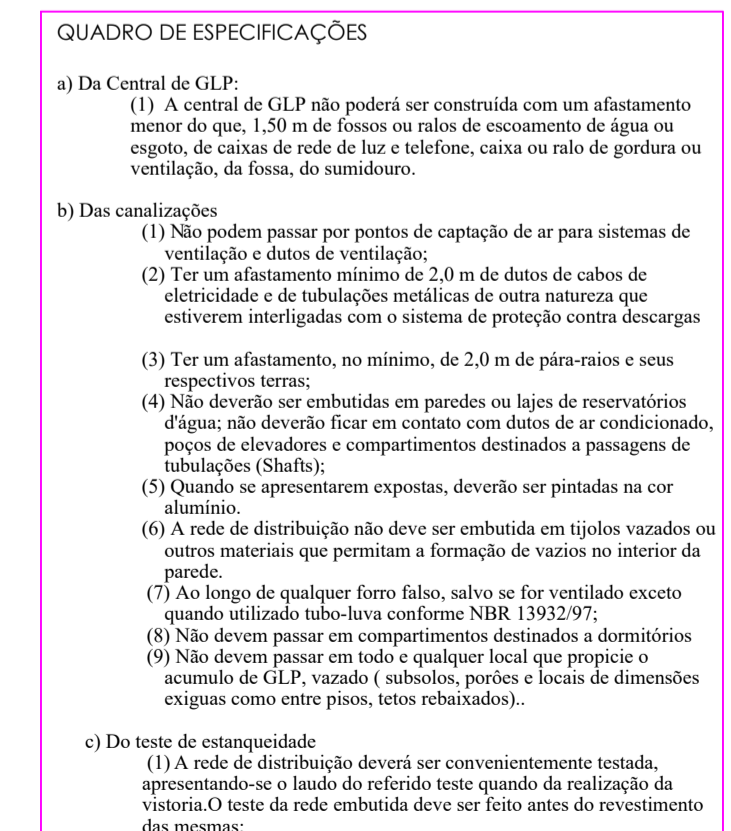 QUADRO DE ESPECIFICAÇÕES
a) Da Central de GLP:
(1) A central de GLP não poderá ser construída com um afastamento
menor do que, 1,50 m de fossos ou ralos de escoamento de água ou
esgoto, de caixas de rede de luz e telefone, caixa ou ralo de gordura ou
ventilação, da fossa, do sumidouro.
b) Das canalizações
(1) Não podem passar por pontos de captação de ar para sistemas de
ventilação e dutos de ventilação;
(2) Ter um afastamento mínimo de 2,0 m de dutos de cabos de
eletricidade e de tubulações metálicas de outra natureza que
estiverem interligadas com o sistema de proteção contra descargas
(3) Ter um afastamento, no mínimo, de 2,0 m de pára-raios e seus
respectivos terras;
(4) Não deverão ser embutidas em paredes ou lajes de reservatórios
d'água; não deverão ficar em contato com dutos de ar condicionado,
poços de elevadores e compartimentos destinados a passagens de
tubulações (Shafts);
(5) Quando se apresentarem expostas, deverão ser pintadas na cor
alumínio.
(6) A rede de distribuição não deve ser embutida em tijolos vazados ou
outros materiais que permitam a formação de vazios no interior da
parede.
(7) Ao longo de qualquer forro falso, salvo se for ventilado exceto
quando utilizado tubo-luva conforme NBR 13932/97;
(8) Não devem passar em compartimentos destinados a dormitórios
(9) Não devem passar em todo e qualquer local que propicie o
acumulo de GLP, vazado ( subsolos, porôes e locais de dimensões
exiguas como entre pisos, tetos rebaixados)..
c) Do teste de estanqueidade
(1) A rede de distribuição deverá ser convenientemente testada,
apresentando-se o laudo do referido teste quando da realização da
vistoria.O teste da rede embutida deve ser feito antes do revestimento
das mesmas;